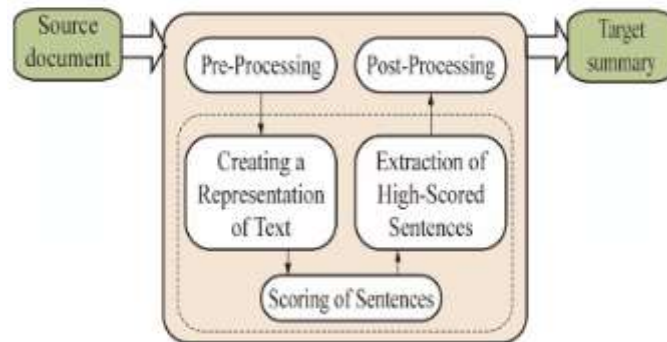 Source
document
Pre-Processing
Creating a
Representation
of Text
Scoring of Sentences
Extraction of
High-Scored
Sentences
Post-Processing
Target
summary